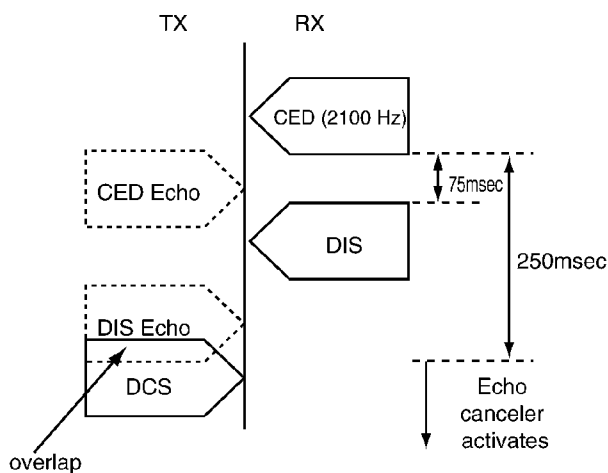 TX
RX
CED (2100 Hz)
CED Echo
75msec
DIS
250msec
DIS Echo
DCS
Echo
canceler
activates
overlap